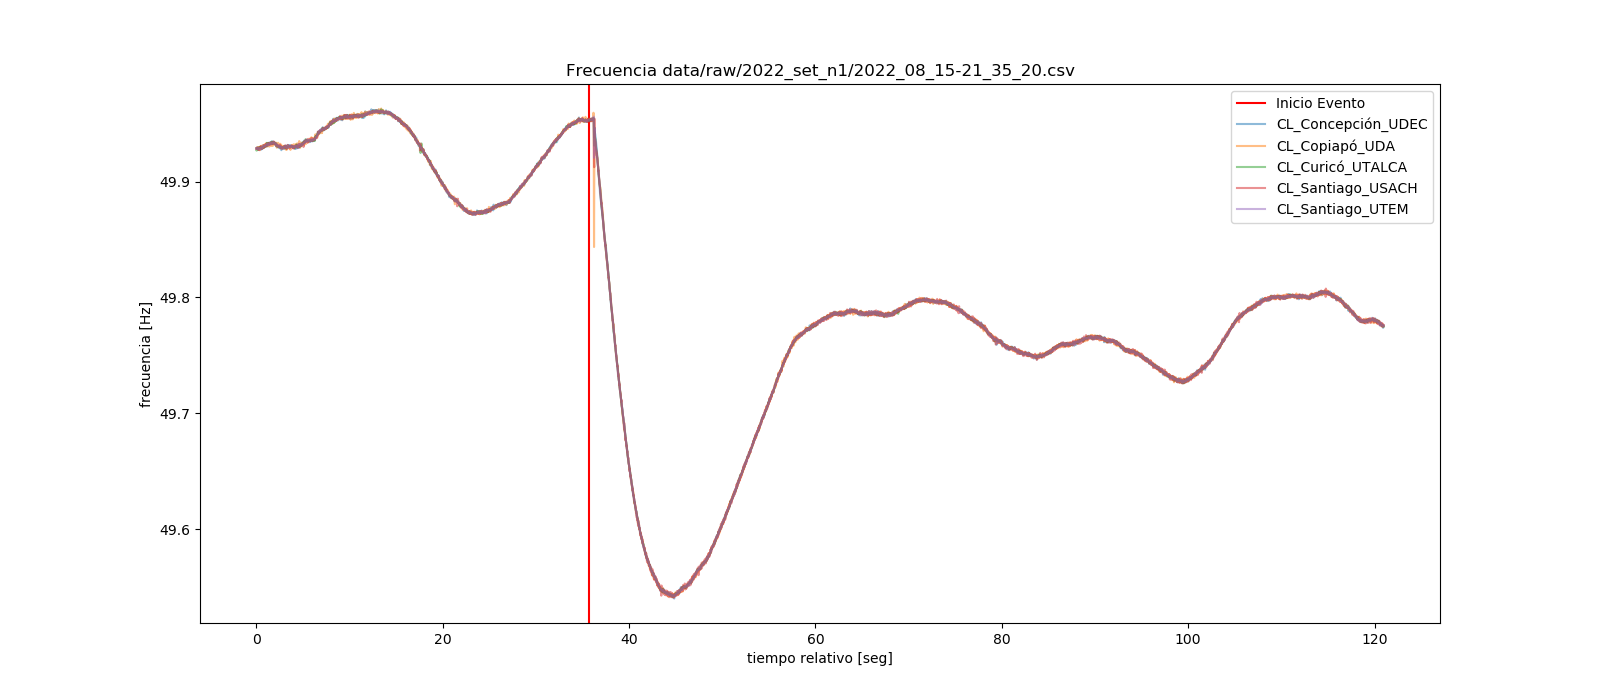 Frecuencia data/raw/2022_set_n1/2022_08_15-21_35_20.csv
Inicio Evento
CL_Concepción_UDEC
CL_Copiapó_UDA
CL_Curicó_UTALCA
CL_Santiago_USACH
CL_Santiago_UTEM
frecuencia [Hz]
49.9
49.8
49.7
49.6
0 20 40 60 80 100 120
tiempo relativo [seg]